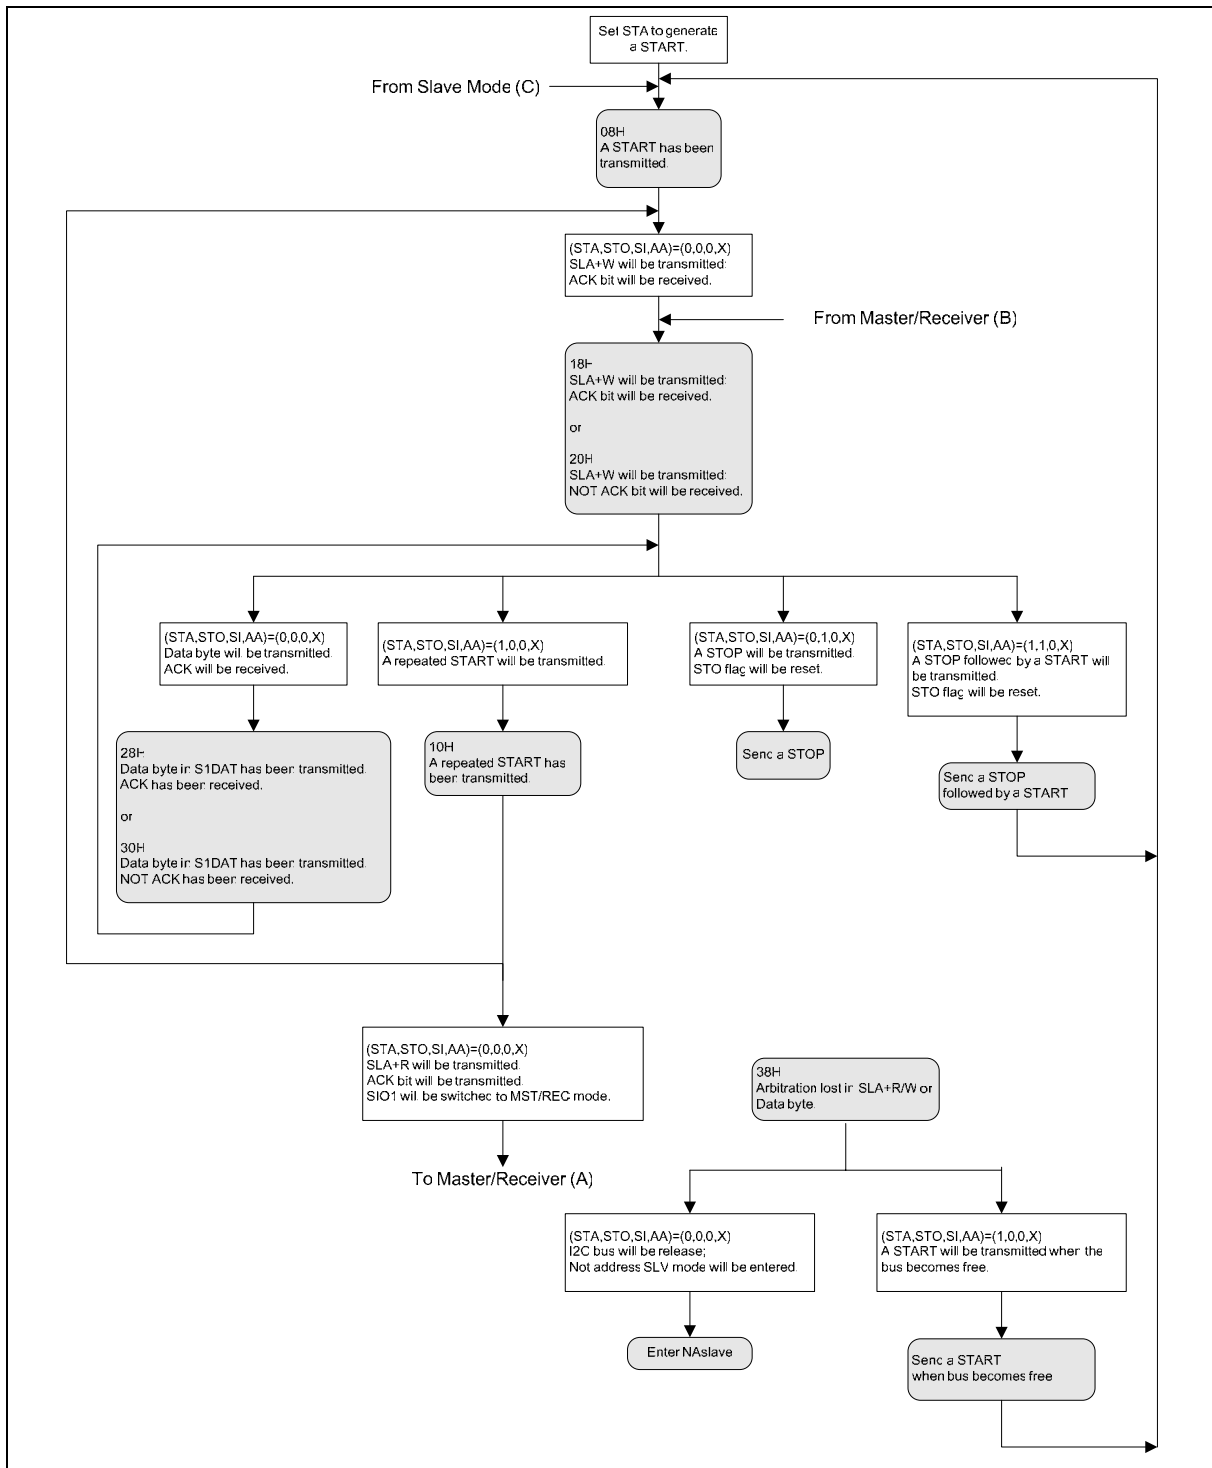 Set STA to generate
a START.
From Slave Mode (C)
08H
A START has been
transmitted.
(STA,STO,SI,AA)=(0,0,0,X)
SLA+W will be transmitted;
ACK bit will be received.
From Master/Receiver (B)
18H
SLA+W will be transmitted;
ACK bit will be received.
or
20H
SLA+W will be transmitted;
NOT ACK bit will be received.
(STA,STO,SI,AA)=(0,0,0,X)
Data byte will be transmitted.
ACK will be received.
(STA,STO,SI,AA)=(1,0,0,X)
A repeated START will be transmitted.
(STA,STO,SI,AA)=(0,1,0,X)
A STOP will be transmitted.
STO flag will be reset.
(STA,STO,SI,AA)=(1,1,0,X)
A STOP followed by a START will
be transmitted.
STO flag will be reset.
28H
Data byte in S1DAT has been transmitted.
ACK has been received.
or
30H
Data byte in S1DAT has been transmitted.
NOT ACK has been received.
10H
A repeated START has
been transmitted.
Send a STOP
Send a STOP
followed by a START
(STA,STO,SI,AA)=(0,0,0,X)
SLA+R will be transmitted.
ACK bit will be transmitted.
SIO1 will be switched to MST/REC mode.
To Master/Receiver (A)
38H
Arbitration lost in SLA+R/W or
Data byte.
(STA,STO,SI,AA)=(0,0,0,X)
I2C bus will be release;
Not address SLV mode will be entered.
(STA,STO,SI,AA)=(1,0,0,X)
A START will be transmitted when the
bus becomes free.
Enter NAslave
Send a START
when bus becomes free